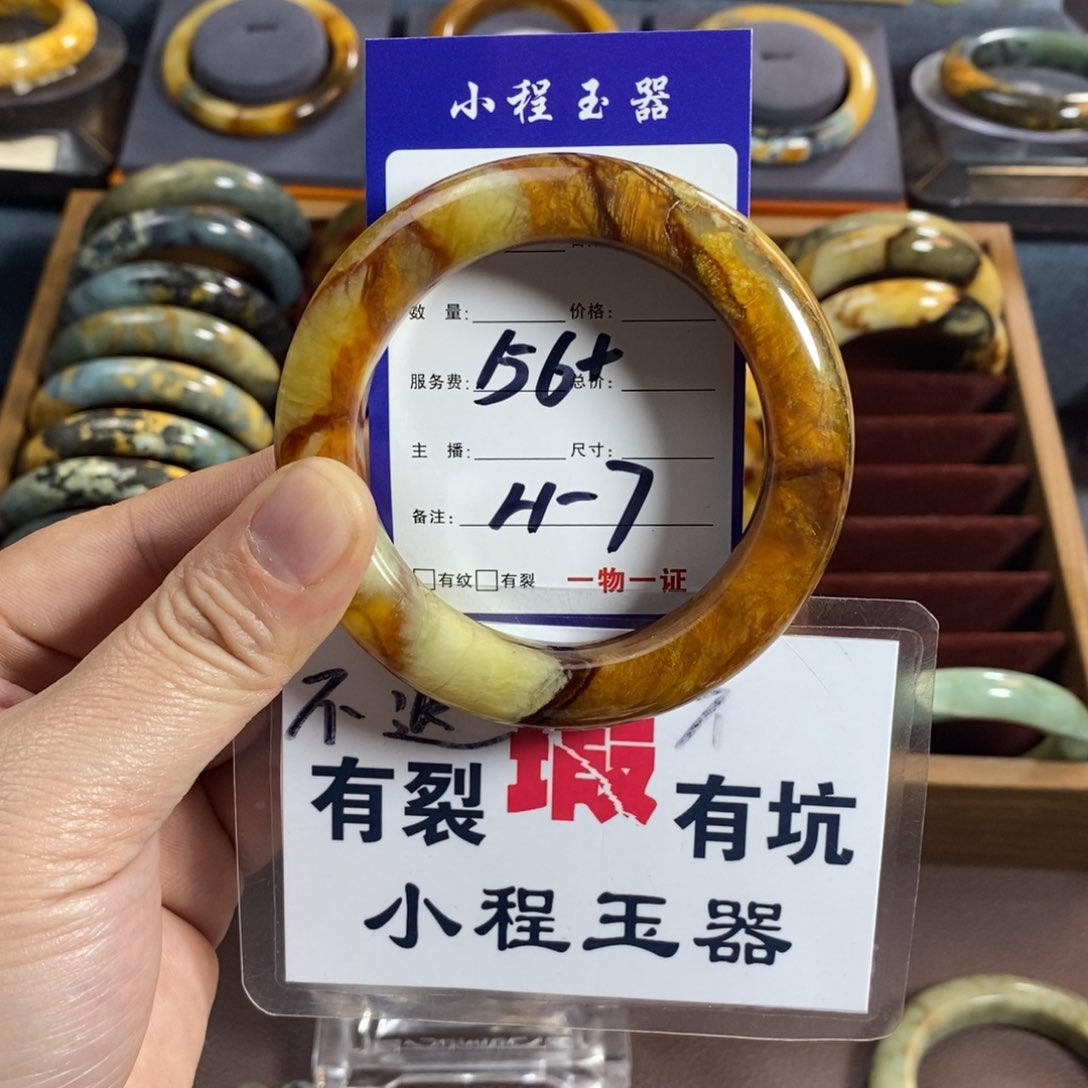 小程玉器
数 量: 价格:
服务费: 156+ 总价:
主 播: 尺寸:
备注: H-7
有纹 有裂 一物一证
不退 不
有裂 瑕 有坑
小程玉器